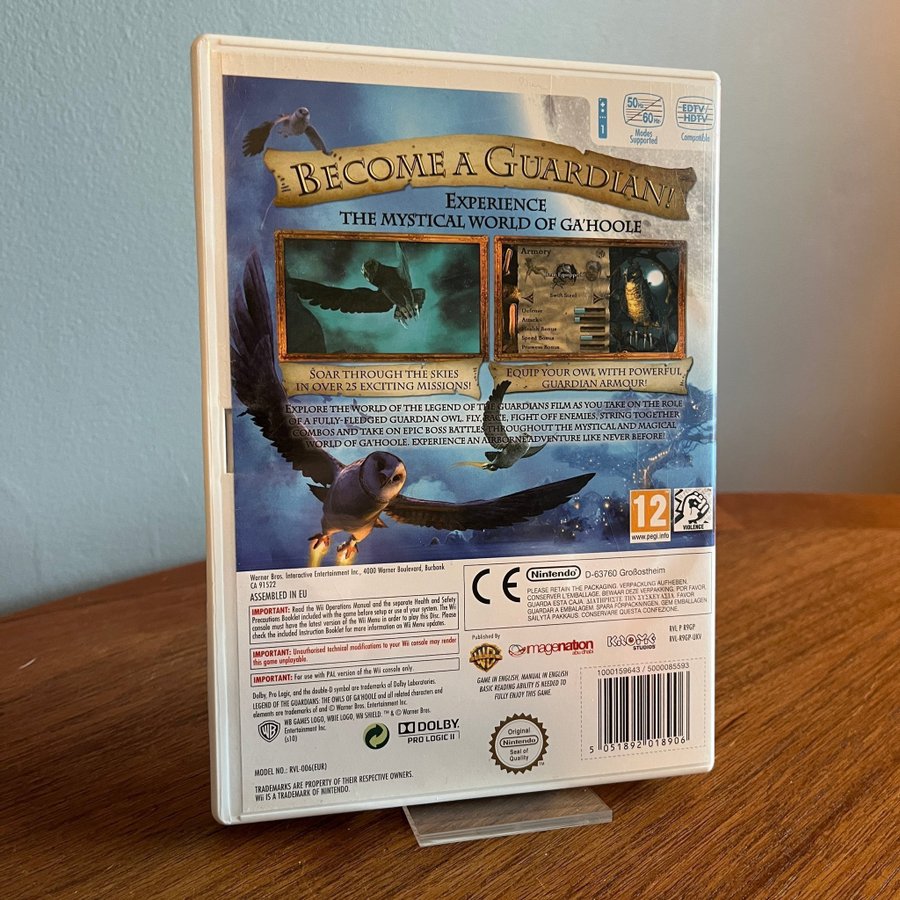 50Hz
60Hz
Modes
Supported
EDTV/
HDTV
Compatible
1
BECOME A GUARDIAN!
EXPERIENCE
THE MYSTICAL WORLD OF GA'HOOLE
Armory
Swift Steel
Defense
Attack
Health Bonus
Speed Bonus
Prowess Bonus
SOAR THROUGH THE SKIES
IN OVER 25 EXCITING MISSIONS!
EQUIP YOUR OWL WITH POWERFUL
GUARDIAN ARMOUR!
EXPLORE THE WORLD OF THE LEGEND OF THE GUARDIANS FILM AS YOU TAKE ON THE ROLE
OF A FULLY-FLEDGED GUARDIAN OWL. FLY, RACE, FIGHT OFF ENEMIES, STRING TOGETHER
COMBOS AND TAKE ON EPIC BOSS BATTLES THROUGHOUT THE MYSTICAL AND MAGICAL
WORLD OF GA'HOOLE. EXPERIENCE AN AIRBORNE ADVENTURE LIKE NEVER BEFORE!
12
www.pegi.info
VIOLENCE
Warner Bros. Interactive Entertainment Inc., 4000 Warner Boulevard, Burbank
CA 91522
ASSEMBLED IN EU
IMPORTANT: Read the Wii Operations Manual and the separate Health and Safety
Precautions Booklet included with the game before setup or use of your system. The Wii
console must have the latest version of the Wii Menu in order to play this Disc. Please
check the included Instruction Booklet for more information on Wii Menu updates.
IMPORTANT: Unauthorised technical modifications to your Wii console may render
this game unplayable.
IMPORTANT: For use with PAL version of the Wii console only.
Dolby, Pro Logic, and the double-D symbol are trademarks of Dolby Laboratories.
LEGEND OF THE GUARDIANS: THE OWLS OF GA'HOOLE and all related characters and
elements are trademarks of and © Warner Bros.
WB GAMES LOGO, WBIE LOGO, WB SHIELD: ™ & © Warner Bros.
Entertainment Inc.
(s10)
DOLBY
PRO LOGIC II
MODEL NO.: RVL-006(EUR)
TRADEMARKS ARE PROPERTY OF THEIR RESPECTIVE OWNERS.
Wii IS A TRADEMARK OF NINTENDO.
CE
Nintendo
D-63760 Großostheim
PLEASE RETAIN THE PACKAGING. VERPACKUNG AUFHEBEN.
CONSERVER L'EMBALLAGE. BEWAAR DEZE VERPAKKING. POR FAVOR,
GUARDA ESTA CAJA. ΔΙΑΤΗΡΗΣΤΕ ΤΗΝ ΣΥΣΚΕΥΑΣΙΑ. FAVOR
GUARDAR A EMBALAGEM. SPARA FÖRPACKNINGEN. GEM EMBALLAGEN.
SÄILYTÄ PAKKAUS. CONSERVATE QUESTA CONFEZIONE.
Published By
imagenation
abu dhabi
KROME
STUDIOS
RVL P R9GP
RVL-R9GP-UKV
GAME IN ENGLISH, MANUAL IN ENGLISH
BASIC READING ABILITY IS NEEDED TO
FULLY ENJOY THIS GAME.
Original
Nintendo
Seal of
Quality
1000159643 / 5000085593
5 051892 018906